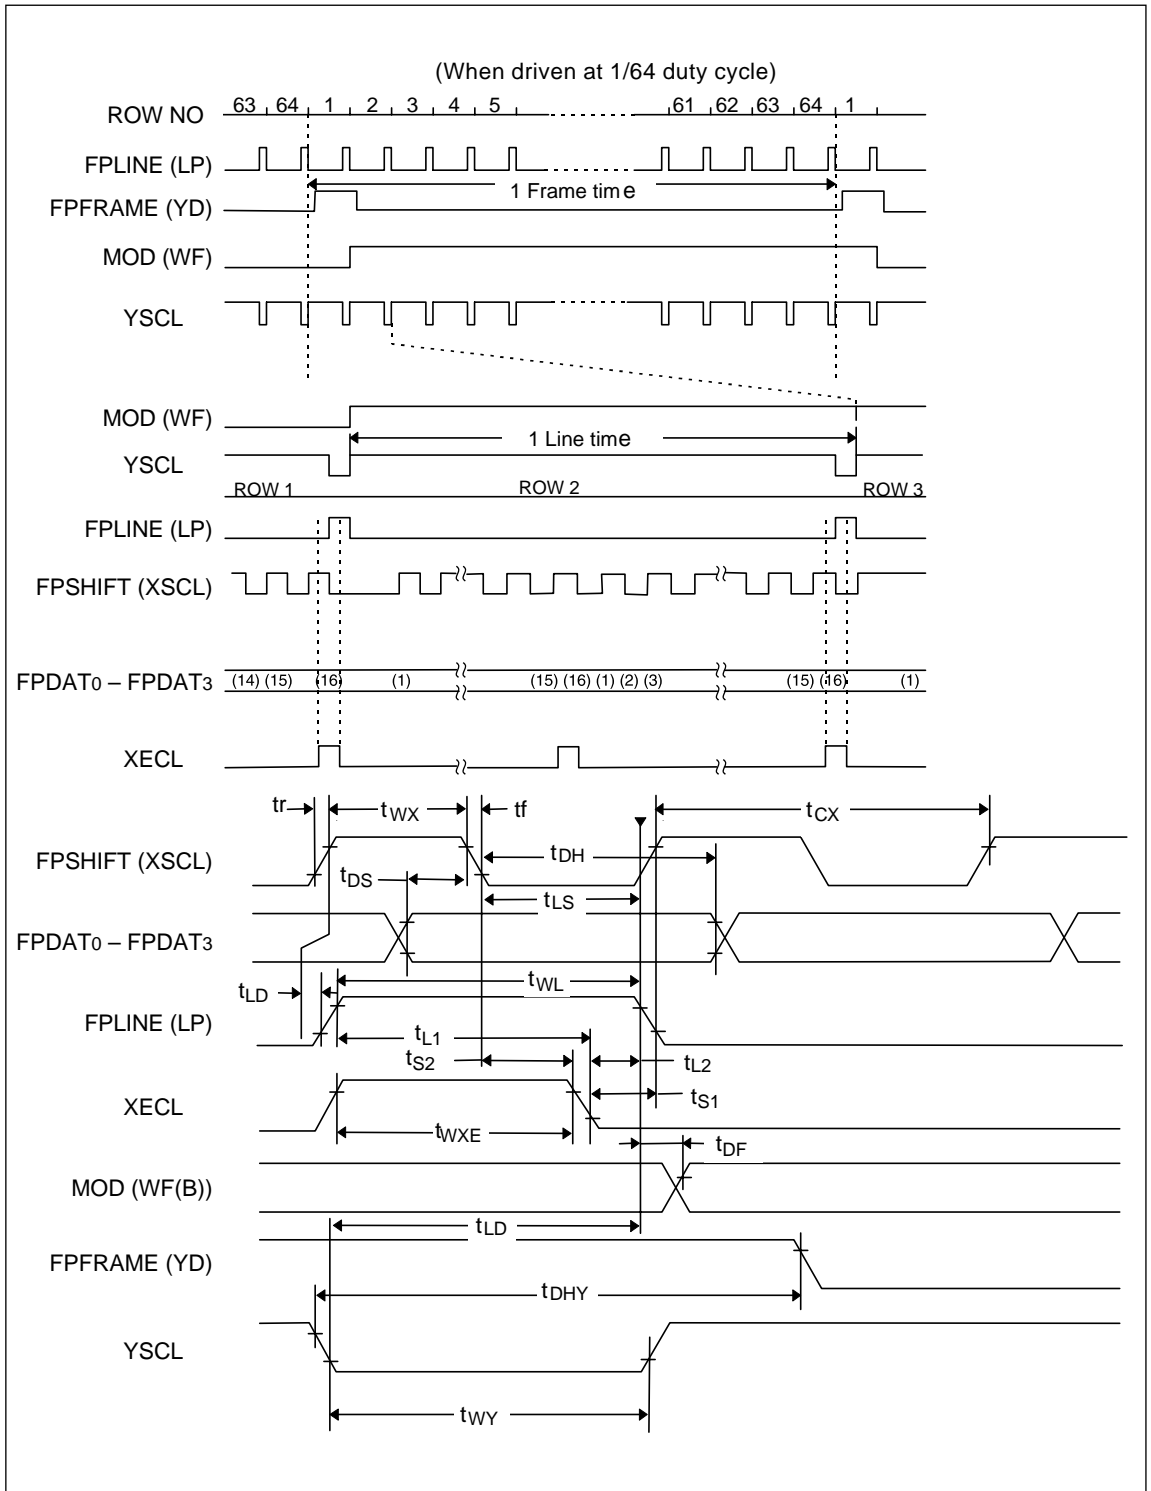 (When driven at 1/64 duty cycle)
ROW NO 63 64 1 2 3 4 5 61 62 63 64 1
FPLINE (LP)
1 Frame time
FPFRAME (YD)
MOD (WF)
YSCL
MOD (WF)
1 Line time
YSCL
ROW 1 ROW 2 ROW 3
FPLINE (LP)
FPSHIFT (XSCL)
FPDAT0 – FPDAT3 (14) (15) (16) (1) (15) (16) (1) (2) (3) (15) (16) (1)
XECL
tr tWX tf tCX
FPSHIFT (XSCL) tDH
tDS
tLS
FPDAT0 – FPDAT3
tWL
tLD
FPLINE (LP)
tL1
tS2 tL2
XECL tS1
tWXE
tDF
MOD (WF(B))
tLD
FPFRAME (YD)
tDHY
YSCL
tWY